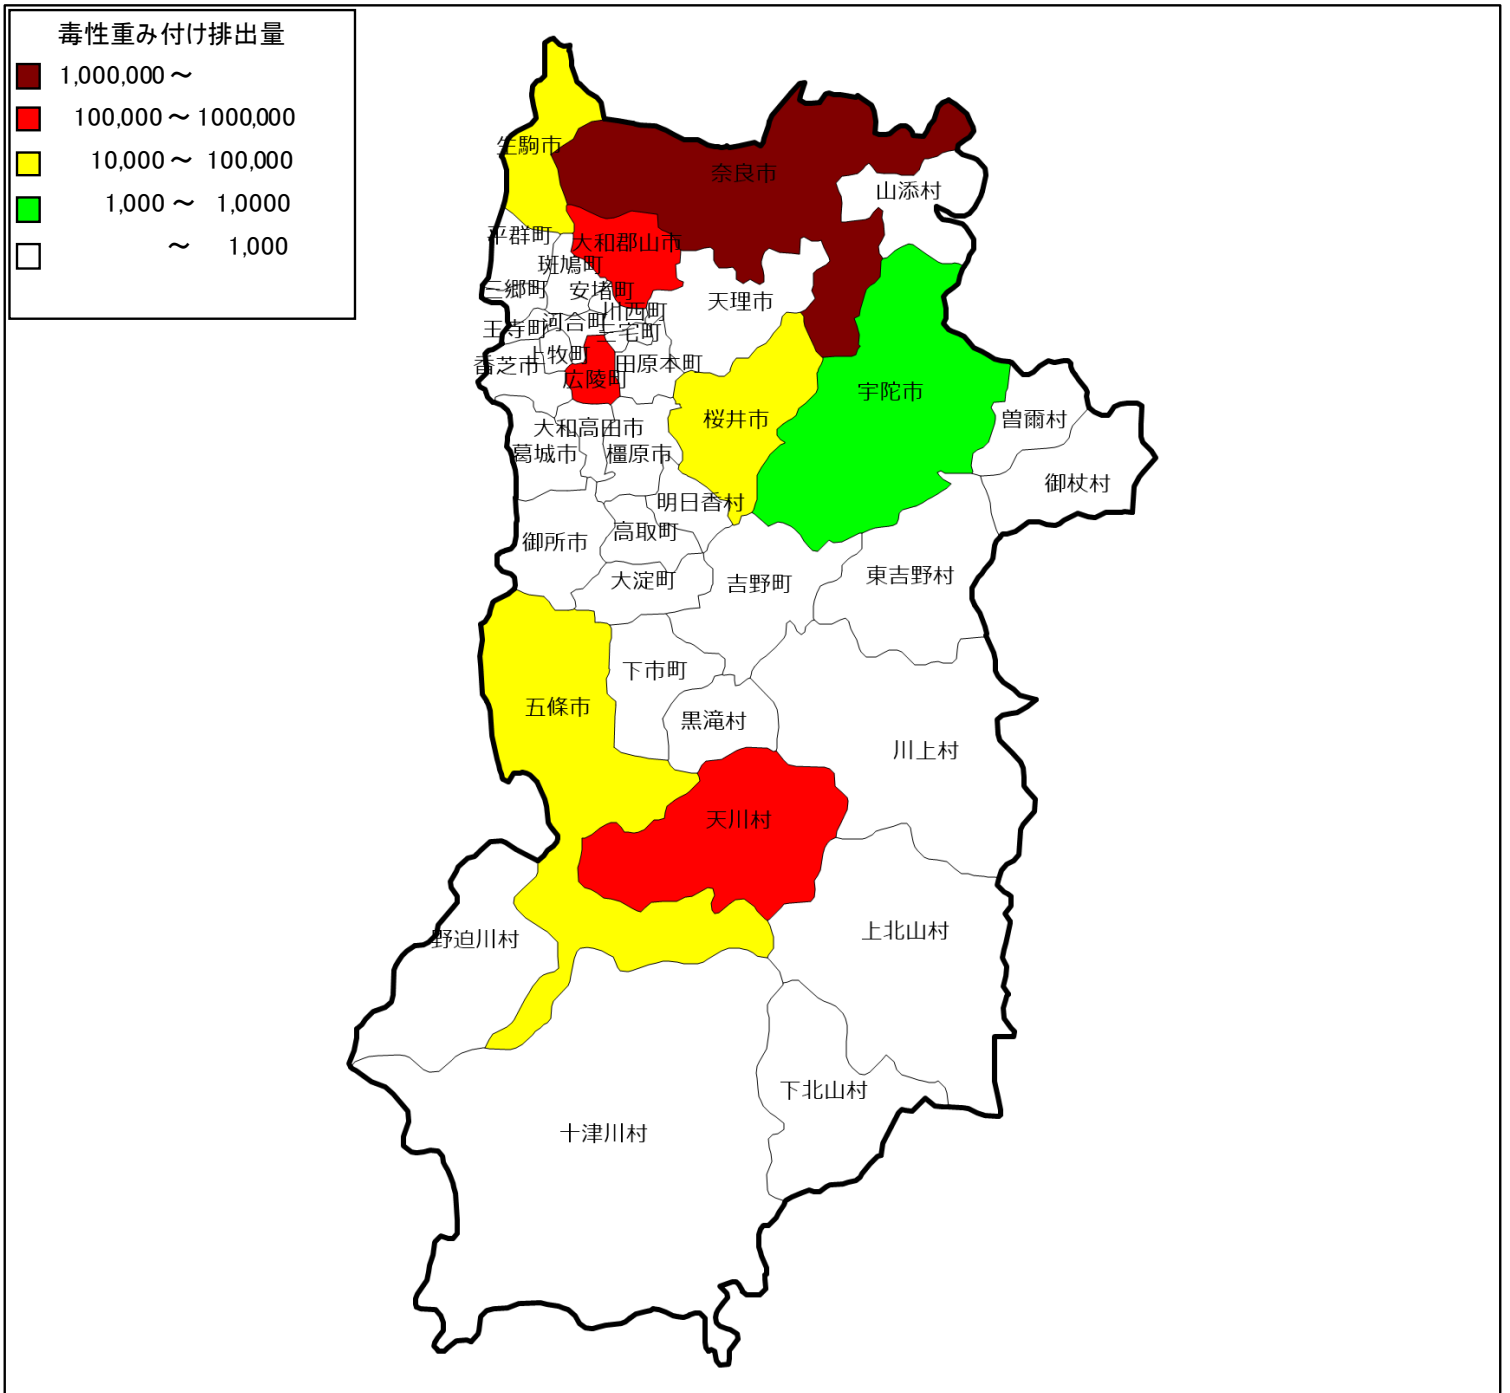 毒性重み付け排出量
1,000,000～
100,000～1000,000
10,000～ 100,000
1,000～ 1,0000
～ 1,000
生駒市
奈良市
山添村
平群町
大和郡山市
斑鳩町
三郷町
安堵町
天理市
川西町
河合町
王寺町
三宅町
上牧町
香芝市
田原本町
広陵町
宇陀市
桜井市
曽爾村
大和高田市
葛城市
橿原市
御杖村
明日香村
高取町
御所市
大淀町
吉野町
東吉野村
下市町
五條市
黒滝村
川上村
天川村
上北山村
野迫川村
下北山村
十津川村